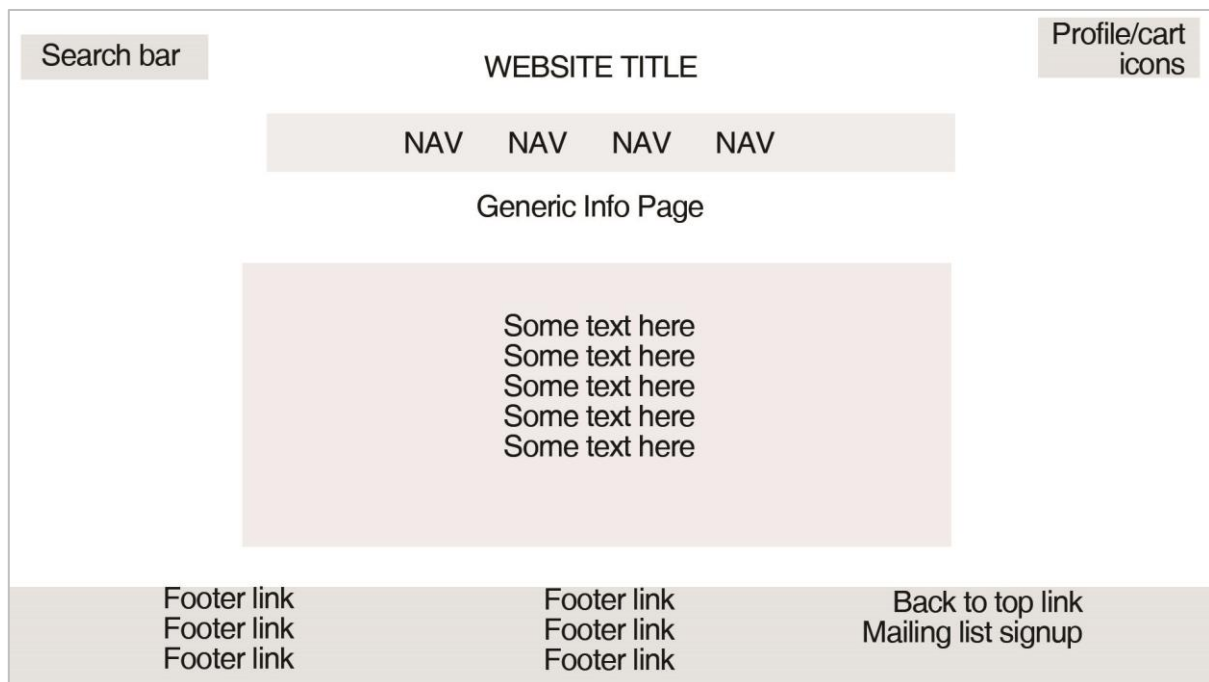 Search bar
WEBSITE TITLE
Profile/cart
icons
NAV NAV NAV NAV
Generic Info Page
Some text here
Some text here
Some text here
Some text here
Some text here
Footer link
Footer link
Footer link
Footer link
Footer link
Footer link
Back to top link
Mailing list signup